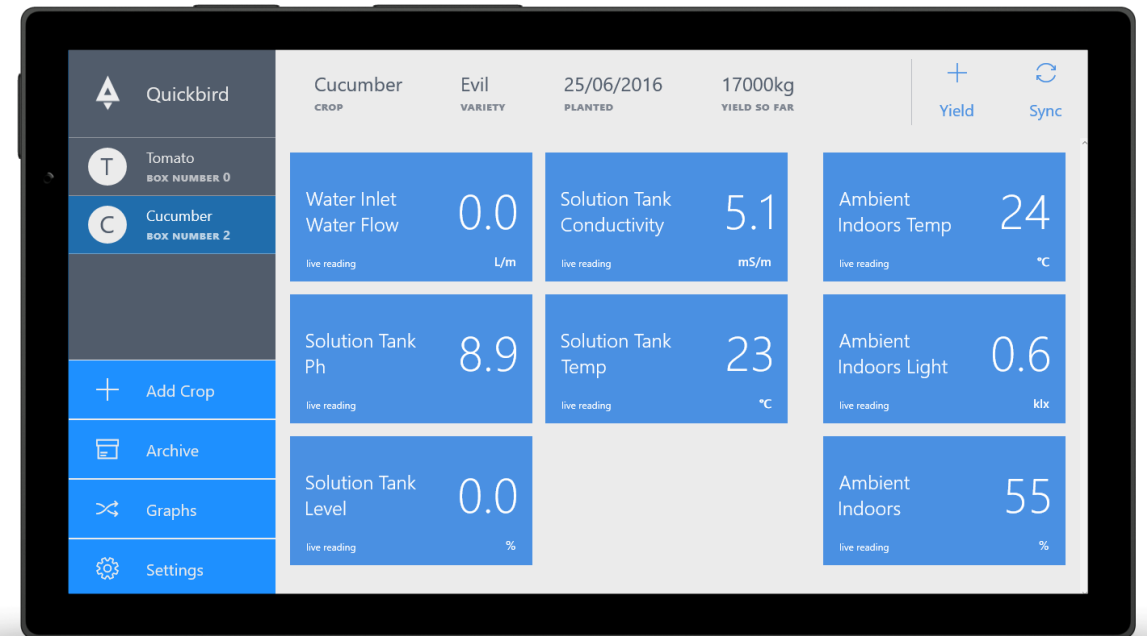 Quickbird
T
Tomato
BOX NUMBER 0
C
Cucumber
BOX NUMBER 2
Add Crop
Archive
Graphs
Settings
Cucumber
CROP
Evil
VARIETY
25/06/2016
PLANTED
17000kg
YIELD SO FAR
Yield
Sync
Water Inlet
Water Flow
0.0
live reading
L/m
Solution Tank
Conductivity
5.1
live reading
mS/m
Ambient
Indoors Temp
24
live reading
°C
Solution Tank
Ph
8.9
live reading
Solution Tank
Temp
23
live reading
°C
Ambient
Indoors Light
0.6
live reading
klx
Solution Tank
Level
0.0
live reading
%
Ambient
Indoors
55
live reading
%